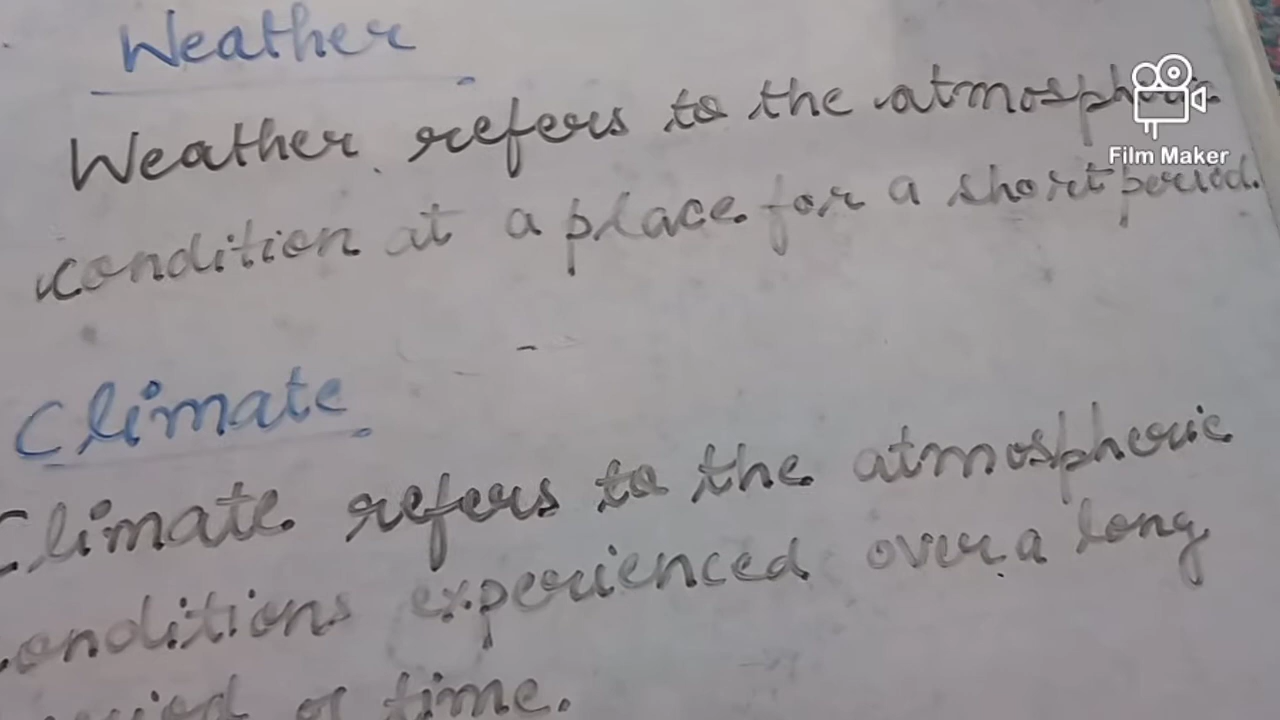 Weather
Weather refers to the atmospheric
condition at a place for a short period.
Climate
Climate refers to the atmospheric
conditions experienced over a long
period of time.
Film Maker